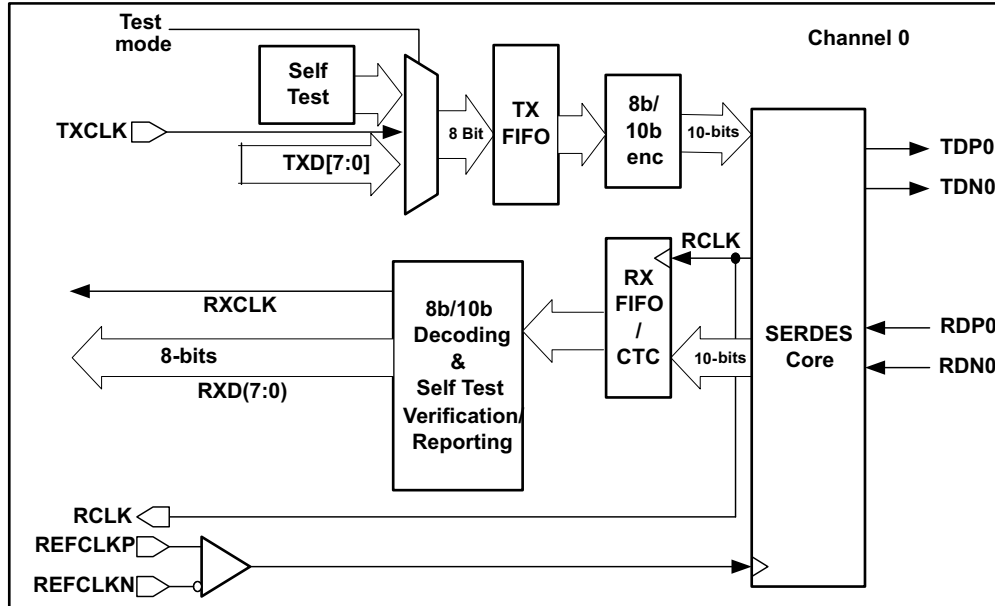 Test
mode
Channel 0
Self
Test
TX
FIFO
8b/
10b
enc
8 Bit
10-bits
TXCLK
TXD[7:0]
TDP0
TDN0
RCLK
RX
FIFO
/
CTC
10-bits
SERDES
Core
RDP0
RDN0
8b/10b
Decoding
&
Self Test
Verification/
Reporting
RXCLK
8-bits
RXD(7:0)
RCLK
REFCLKP
REFCLKN